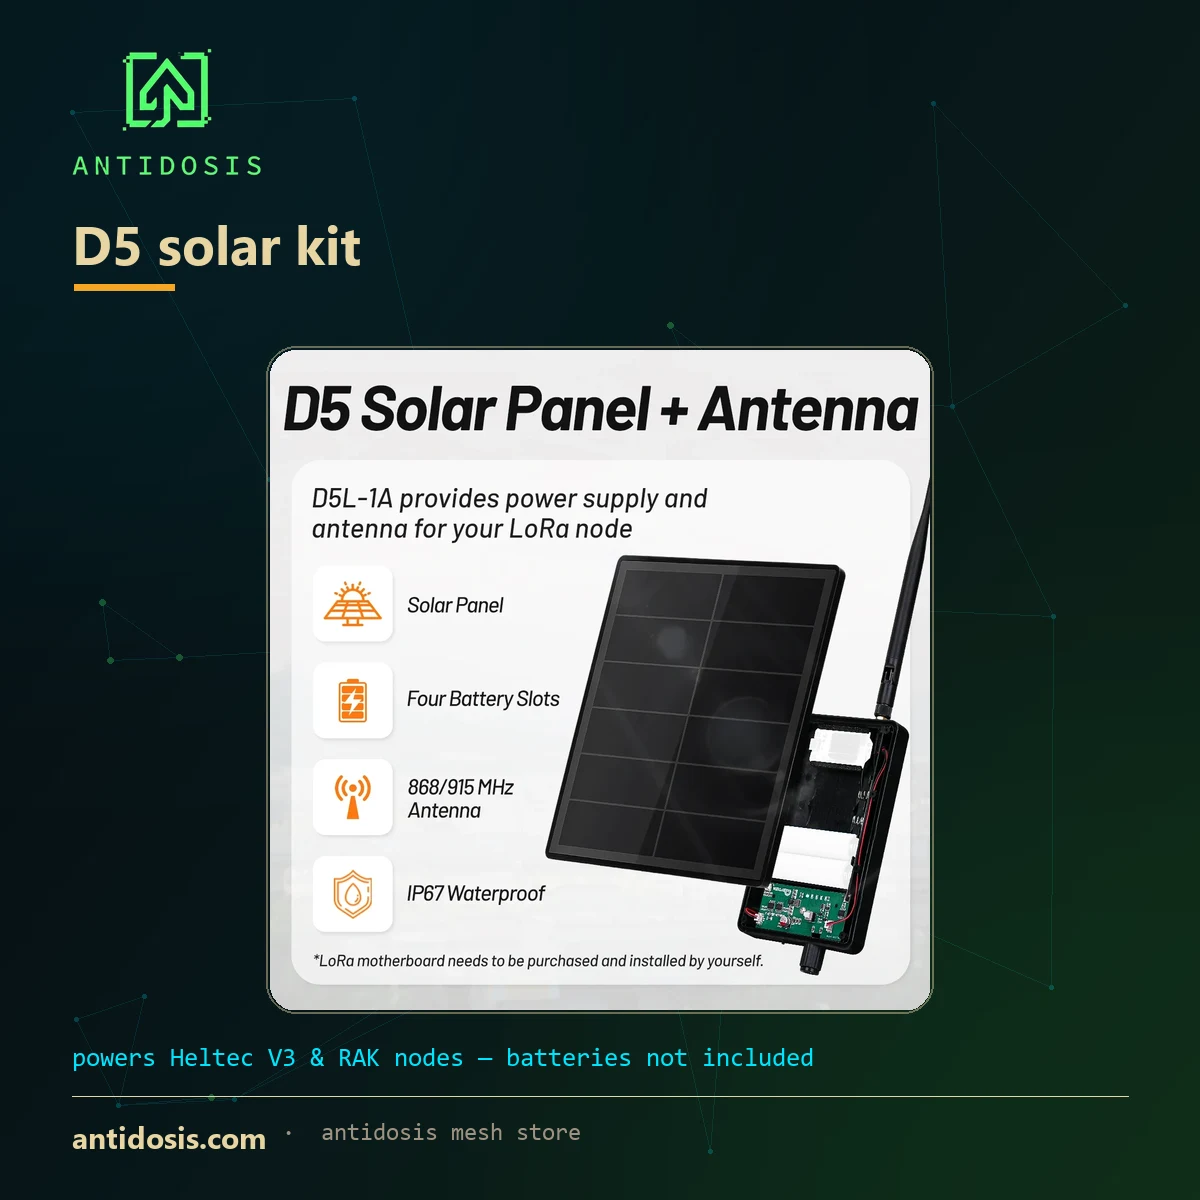 ANTIDOSIS
D5 solar kit
D5 Solar Panel + Antenna
D5L-1A provides power supply and
antenna for your LoRa node
Solar Panel
Four Battery Slots
868/915 MHz
Antenna
IP67 Waterproof
*LoRa motherboard needs to be purchased and installed by yourself.
powers Heltec V3 & RAK nodes — batteries not included
antidosis.com · antidosis mesh store